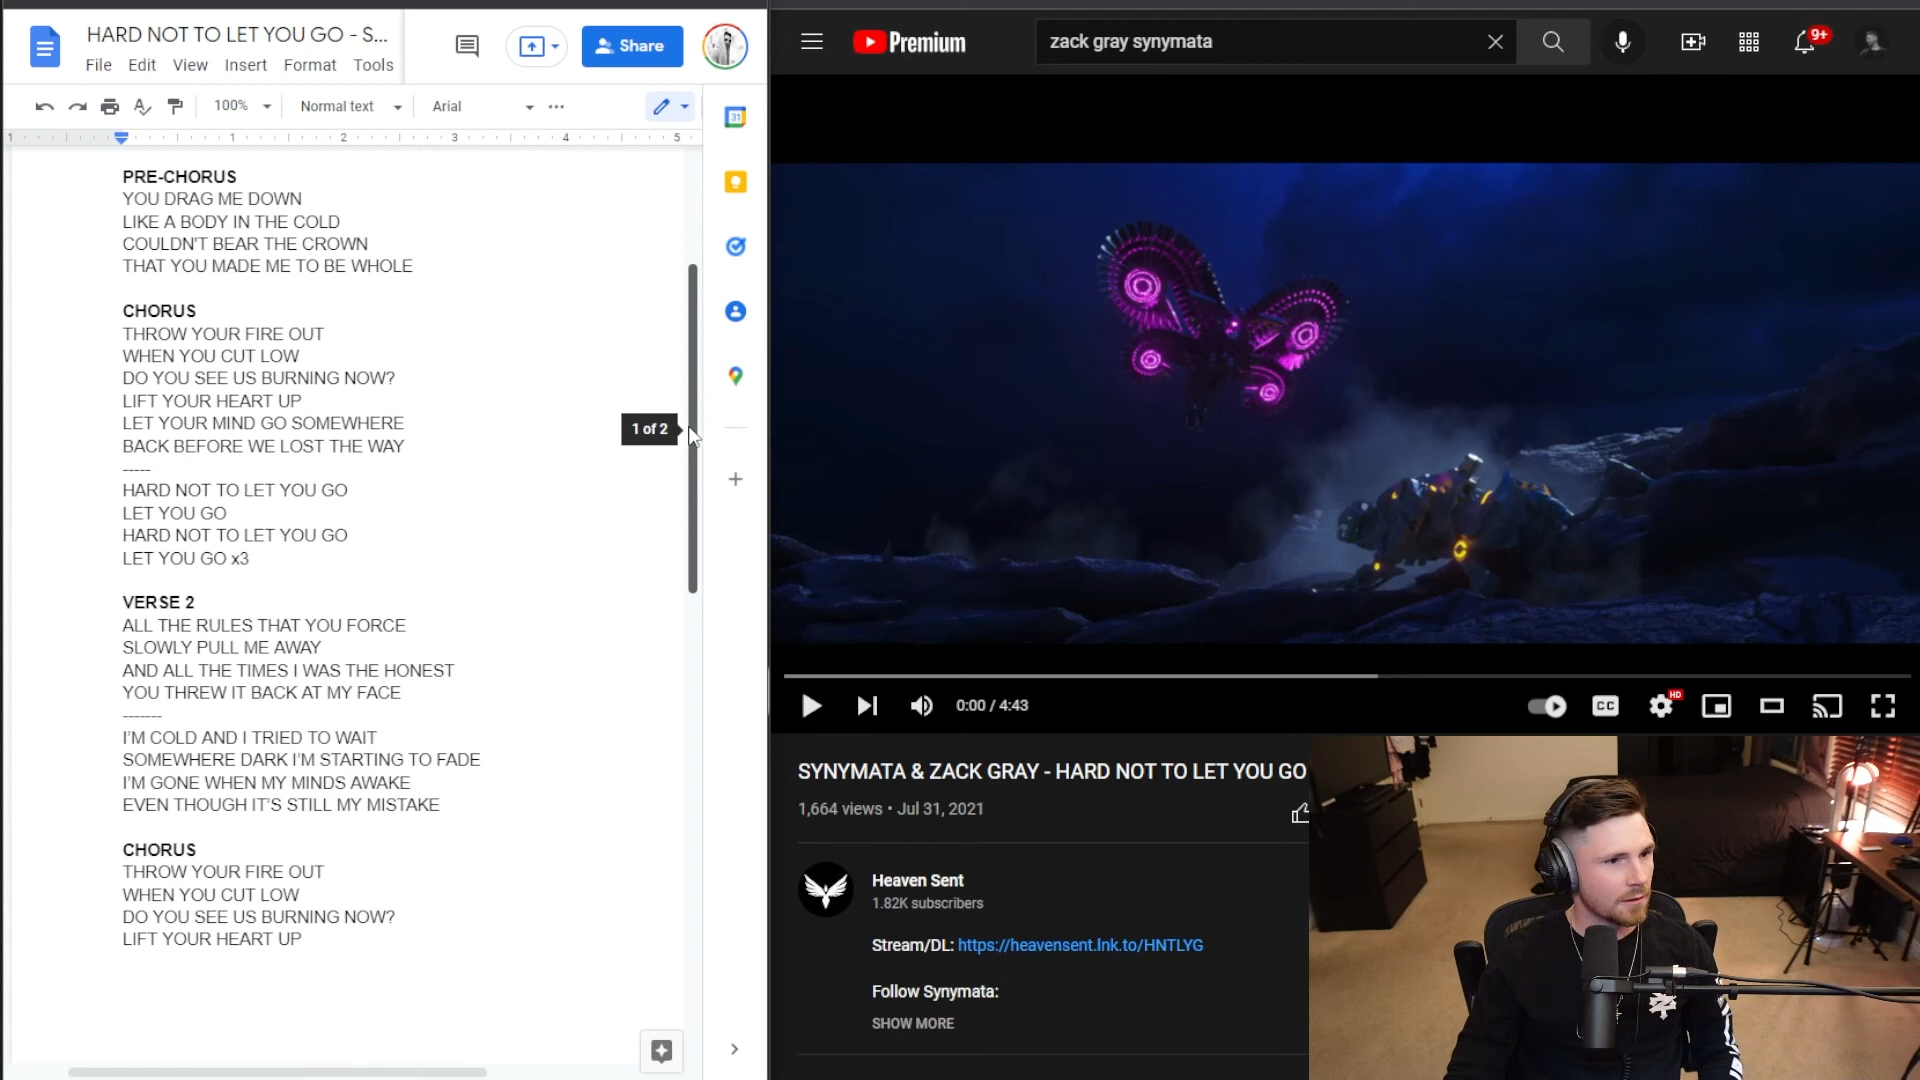 HARD NOT TO LET YOU GO - S...
File Edit View Insert Format Tools
Share
100% Normal text Arial
1 1 2 3 4 5
31
PRE-CHORUS
YOU DRAG ME DOWN
LIKE A BODY IN THE COLD
COULDN'T BEAR THE CROWN
THAT YOU MADE ME TO BE WHOLE
CHORUS
THROW YOUR FIRE OUT
WHEN YOU CUT LOW
DO YOU SEE US BURNING NOW?
LIFT YOUR HEART UP
LET YOUR MIND GO SOMEWHERE
BACK BEFORE WE LOST THE WAY
-----
HARD NOT TO LET YOU GO
LET YOU GO
HARD NOT TO LET YOU GO
LET YOU GO x3
1 of 2
VERSE 2
ALL THE RULES THAT YOU FORCE
SLOWLY PULL ME AWAY
AND ALL THE TIMES I WAS THE HONEST
YOU THREW IT BACK AT MY FACE
-------
I'M COLD AND I TRIED TO WAIT
SOMEWHERE DARK I'M STARTING TO FADE
I'M GONE WHEN MY MINDS AWAKE
EVEN THOUGH IT'S STILL MY MISTAKE
CHORUS
THROW YOUR FIRE OUT
WHEN YOU CUT LOW
DO YOU SEE US BURNING NOW?
LIFT YOUR HEART UP
Premium
zack gray synymata
9+
0:00 / 4:43
CC
HD
SYNYMATA & ZACK GRAY - HARD NOT TO LET YOU GO
1,664 views • Jul 31, 2021
Heaven Sent
1.82K subscribers
Stream/DL: https://heavensent.lnk.to/HNTLYG
Follow Synymata:
SHOW MORE